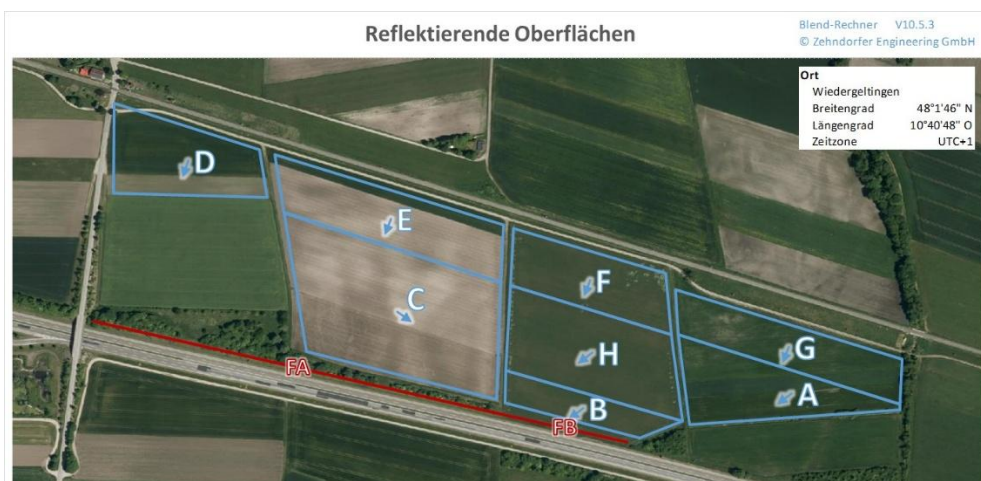 Reflektierende Oberflächen
Blend-Rechner V10.5.3
© Zehndorfer Engineering GmbH
Ort
Wiedergeltingen
Breitengrad 48°1'46" N
Längengrad 10°40'48" O
Zeitzone UTC+1
D
E
F
C
G
H
FA
A
B
FB